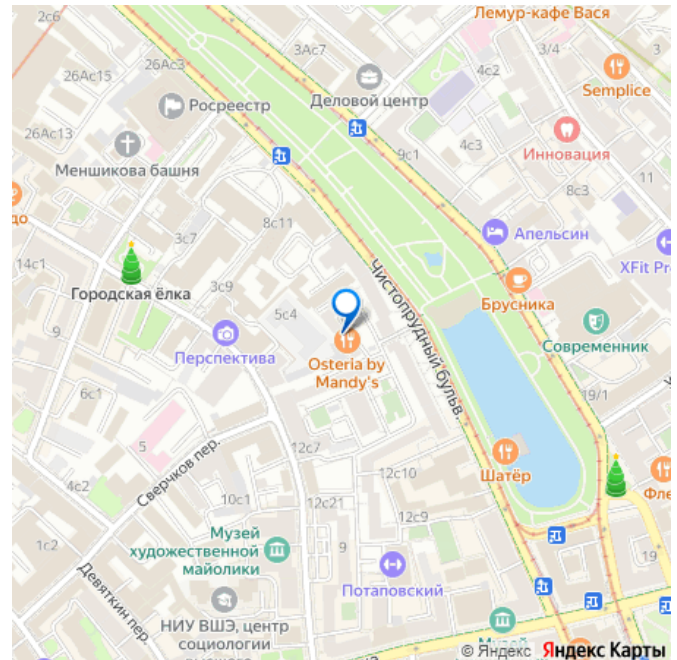 2с6
Лемур-кафе Вася
26Ас15
26Ас3
3Ас7
3/4
3
4с2
Semplice
Росреестр
Деловой центр
26Ас13
Меншикова башня
4с3
9с1
Инновация
11
8с3
до
8с11
3с7
Апельсин
XFit Pr
14с1
Городская ёлка
3с9
Чистопрудный бульв.
Брусника
5с4
Перспектива
Osteria by
Mandy's
Современник
9
6с1
19/1
5
Сверчков пер.
12с7
12с10
Шатёр
4с2
10с1
12с21
Фле
12с9
1с2
Музей
художественной
майолики
9
19
Потаповский
Девяткин пер.
НИУ ВШЭ, центр
социологии
© Яндекс Яндекс Карты